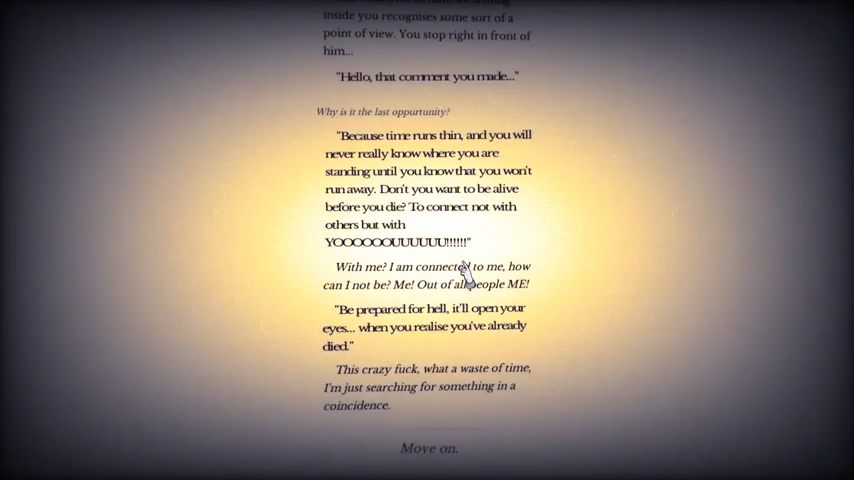 inside you recognises some sort of a
point of view. You stop right in front of
him...
"Hello, that comment you made..."
Why is it the last oppurtunity?
"Because time runs thin, and you will
never really know where you are
standing until you know that you won't
run away. Don't you want to be alive
before you die? To connect not with
others but with
YOOOOOOUUUUUU!!!!!!"
With me? I am connected to me, how
can I not be? Me! Out of all people ME!
"Be prepared for hell, it'll open your
eyes... when you realise you've already
died."
This crazy fuck, what a waste of time,
I'm just searching for something in a
coincidence.
Move on.